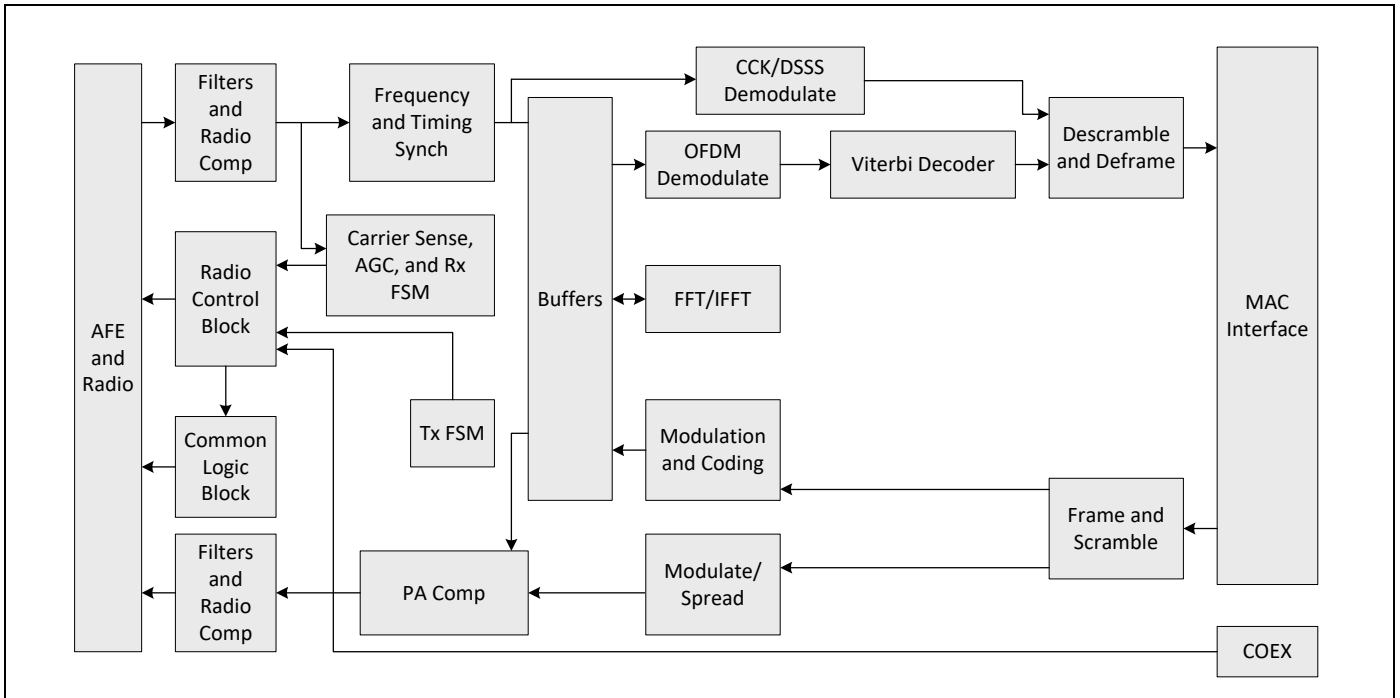 AFE
and
Radio
Filters
and
Radio
Comp
Frequency
and Timing
Synch
CCK/DSSS
Demodulate
OFDM
Demodulate
Viterbi Decoder
Descramble
and Deframe
Carrier Sense,
AGC, and Rx
FSM
Radio
Control
Block
Buffers
FFT/IFFT
MAC
Interface
Tx FSM
Common
Logic
Block
Modulation
and Coding
Frame and
Scramble
Filters
and
Radio
Comp
PA Comp
Modulate/
Spread
COEX